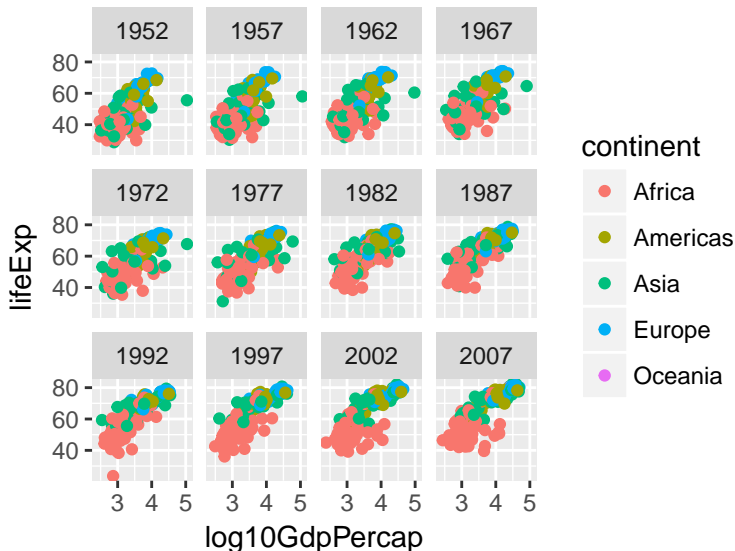 1952 1957 1962 1967
80
60
40
1972 1977 1982 1987
80
60
40
1992 1997 2002 2007
80
60
40
3 4 5 3 4 5 3 4 5 3 4 5
log10GdpPercap
lifeExp
continent
Africa
Americas
Asia
Europe
Oceania